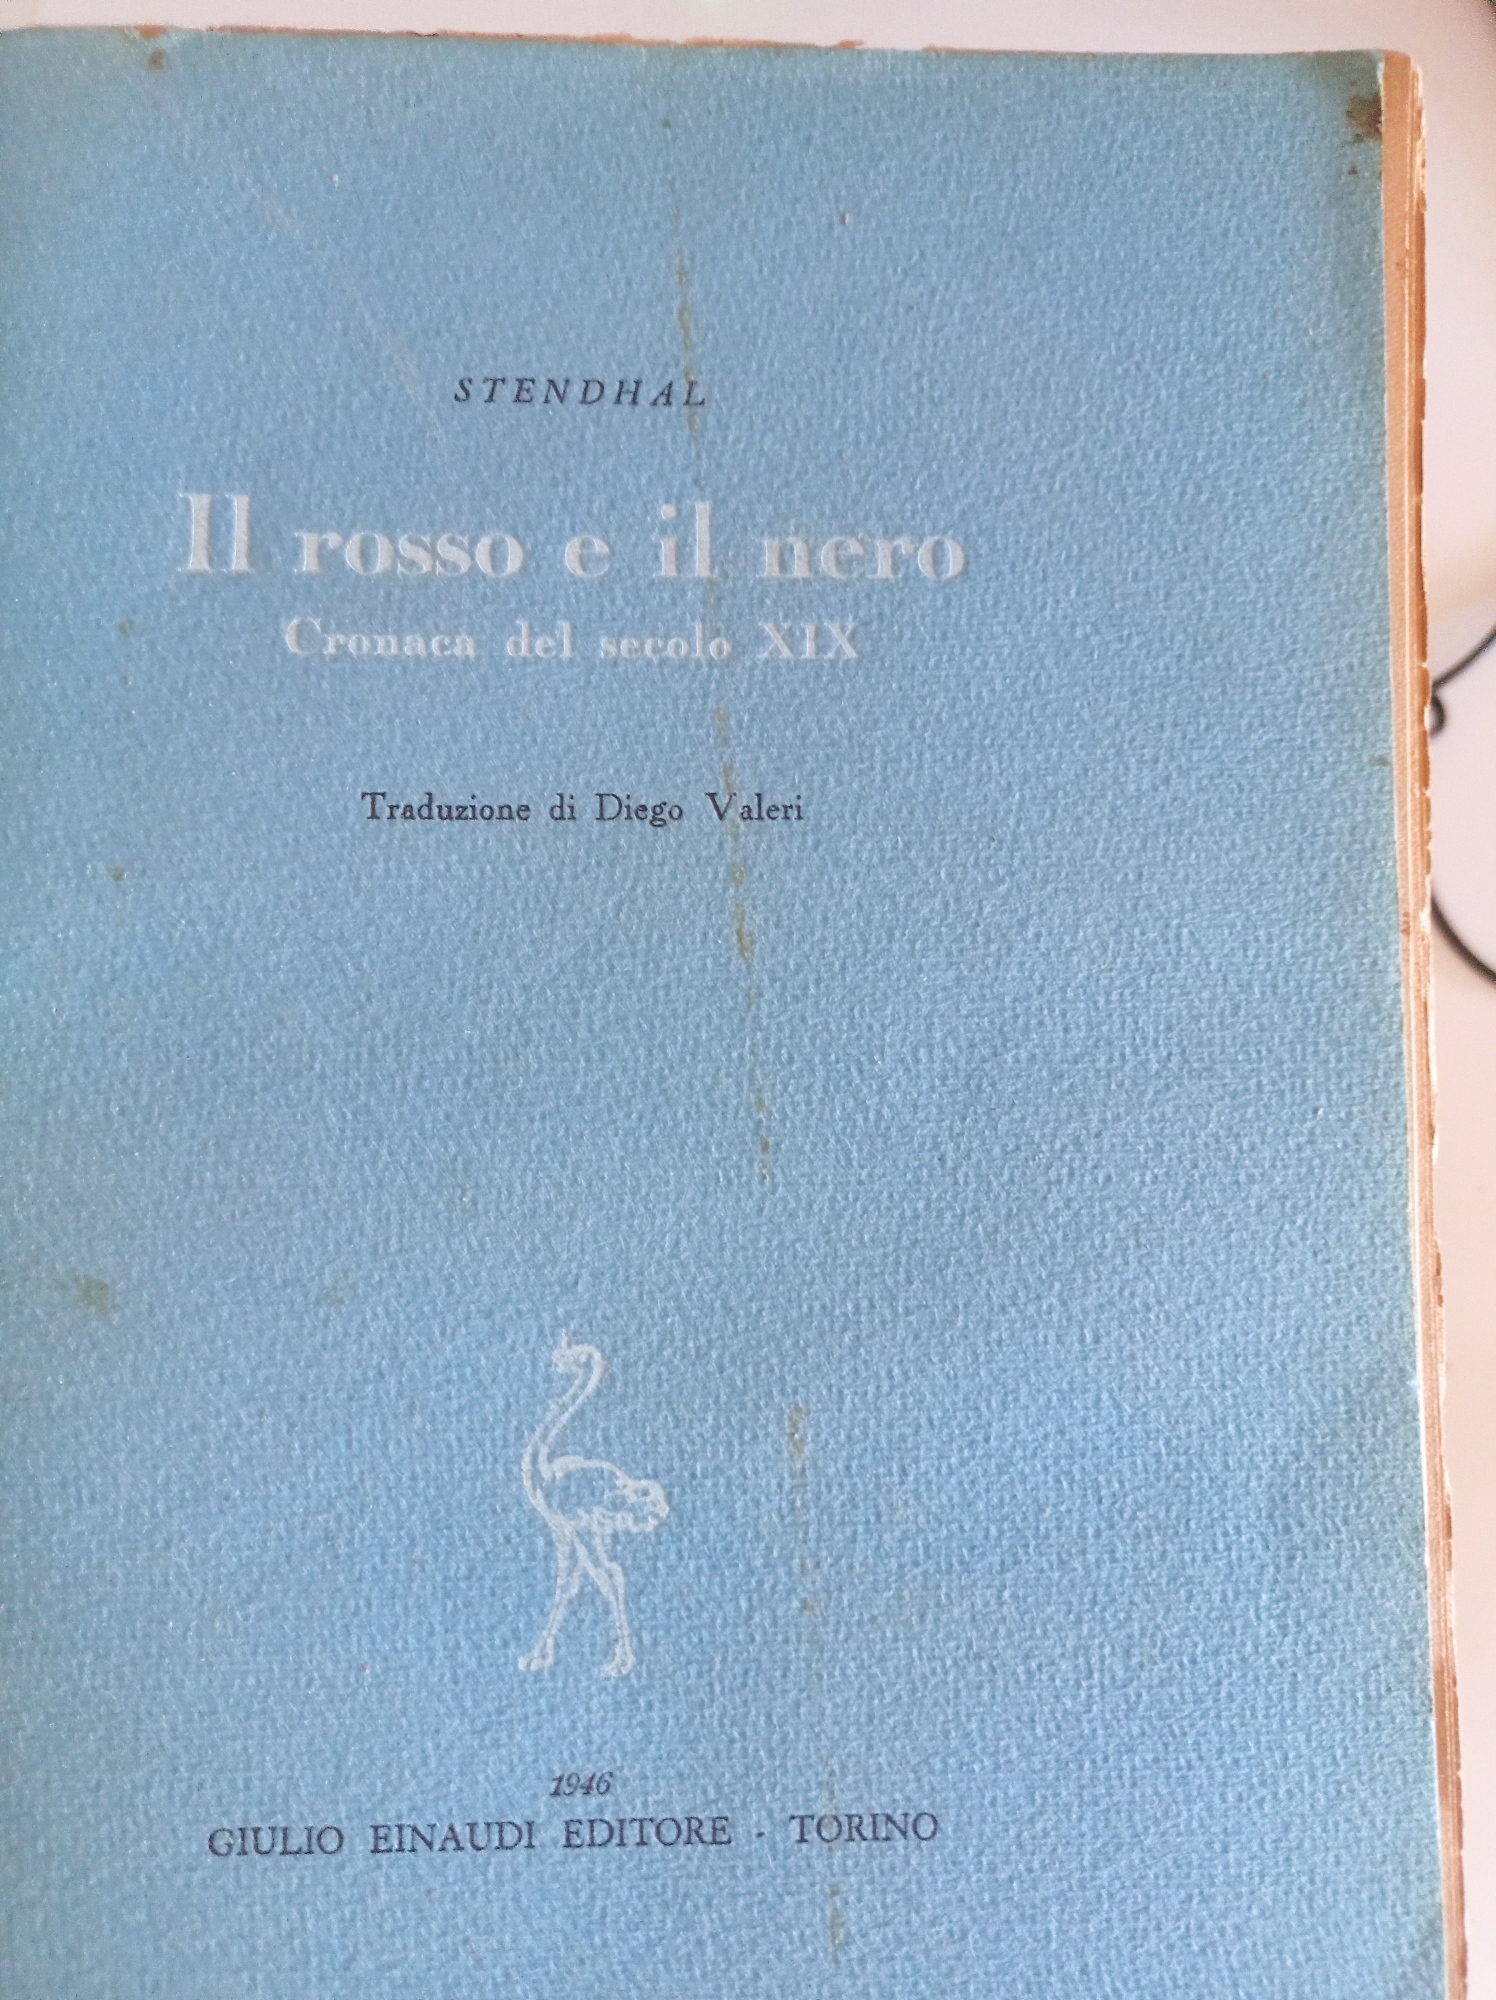 STENDHAL
Il rosso e il nero
Cronaca del secolo XIX
Traduzione di Diego Valeri
1946
GIULIO EINAUDI EDITORE - TORINO